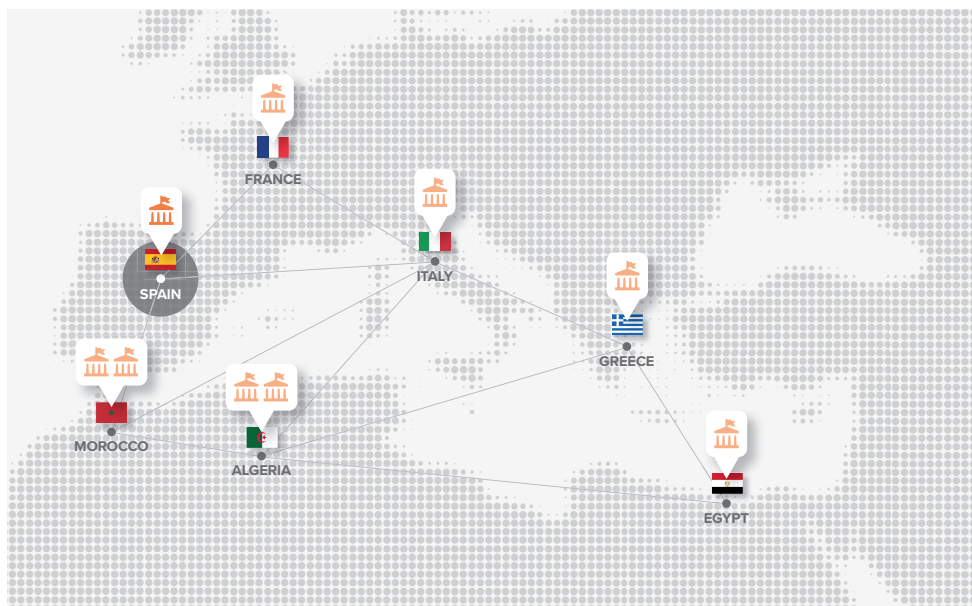 FRANCE
ITALY
SPAIN
GREECE
MOROCCO
ALGERIA
EGYPT